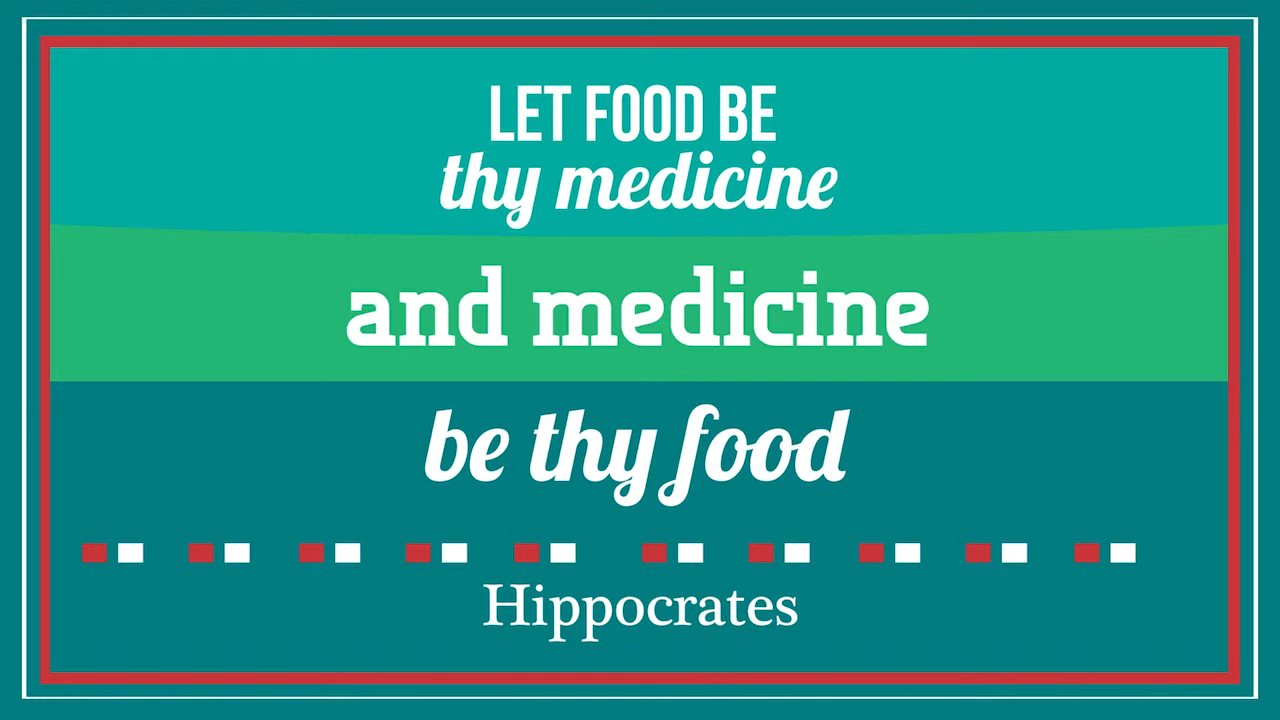 LET FOOD BE
thy medicine
and medicine
be thy food
Hippocrates